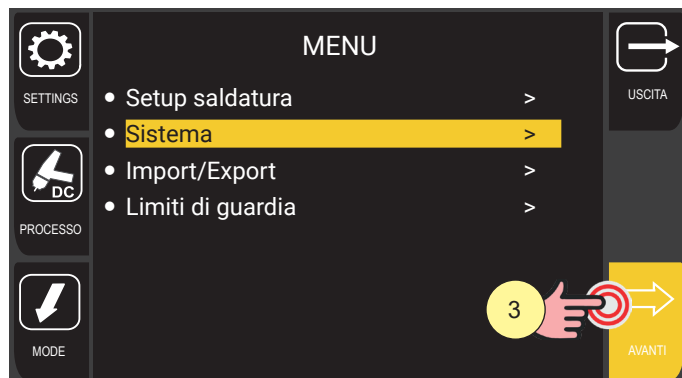 MENU
SETTINGS
USCITA
Setup saldatura >
Sistema >
Import/Export >
Limiti di guardia >
DC
PROCESSO
3
MODE
AVANTI